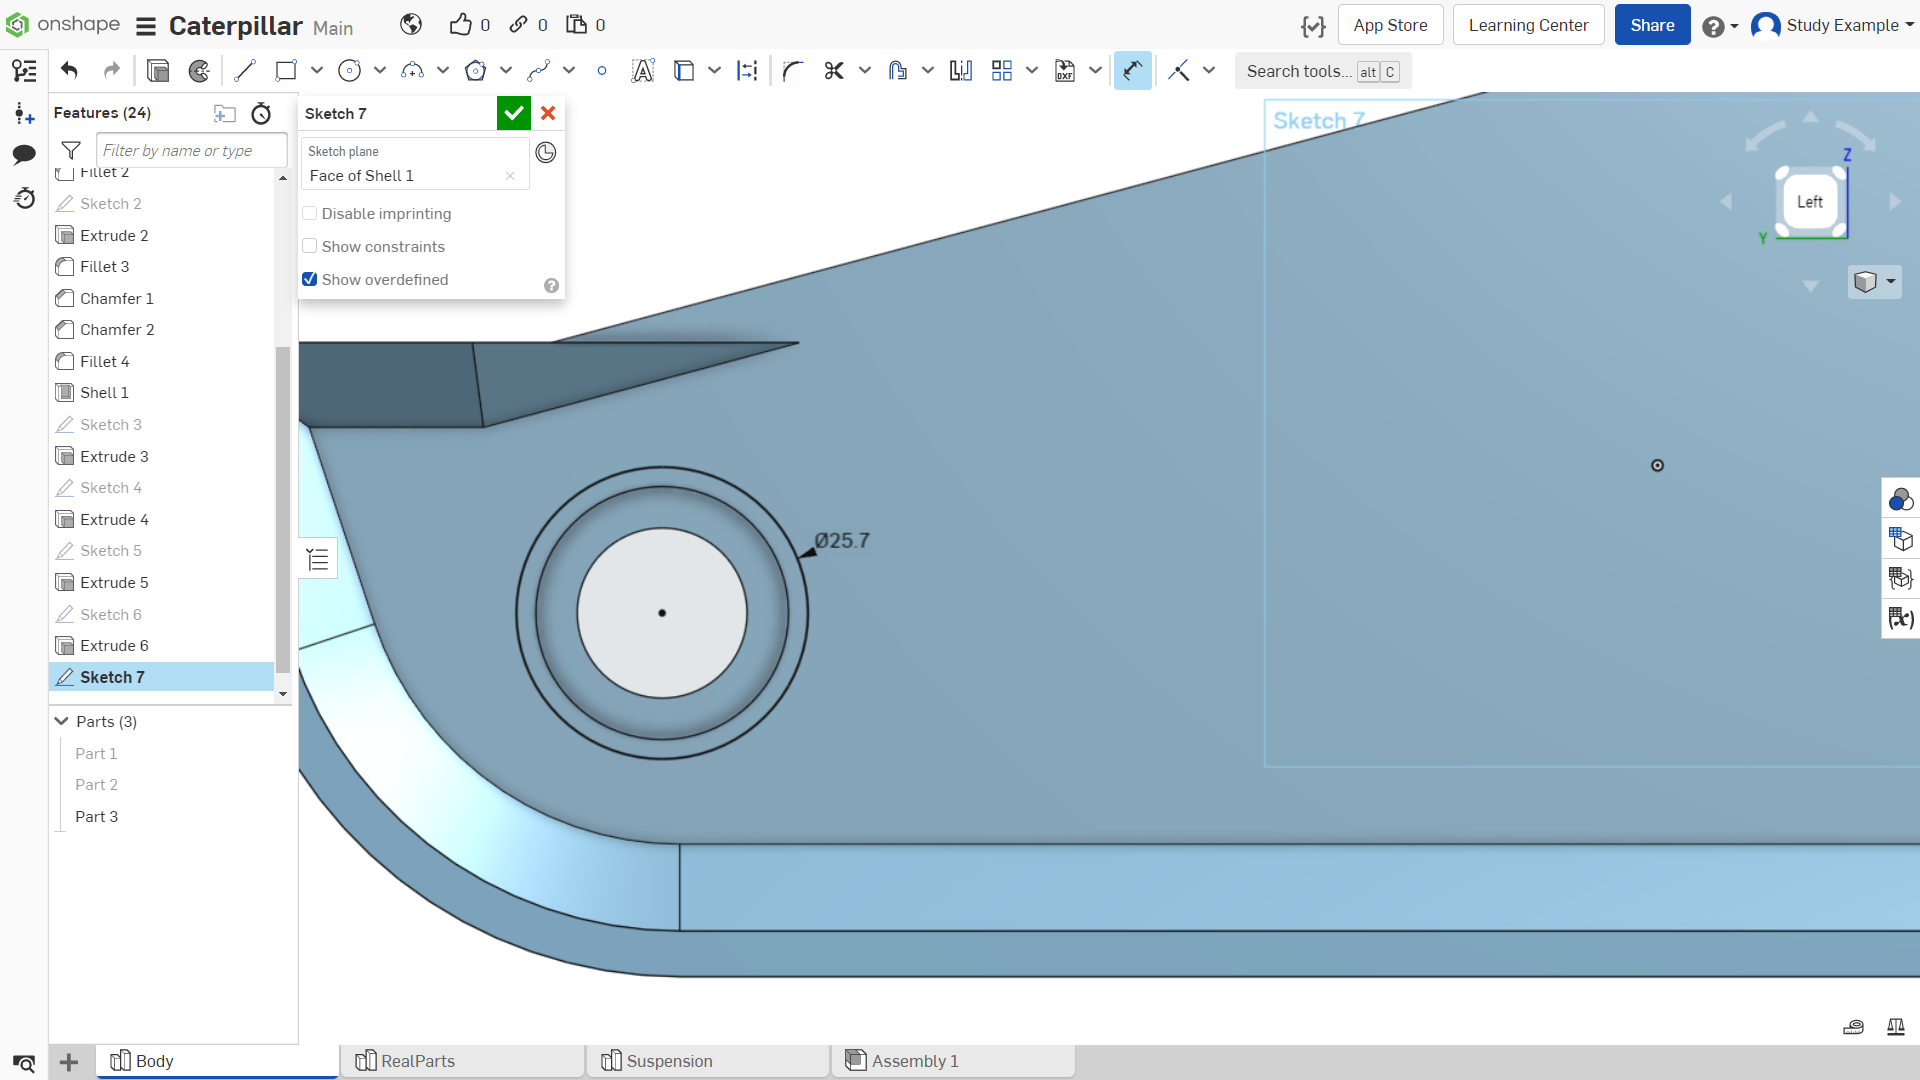 onshape Caterpillar Main 0 0 0 App Store Learning Center Share Study Example
Search tools... alt C
Features (24)
Filter by name or type
Fillet 2
Sketch 2
Extrude 2
Fillet 3
Chamfer 1
Chamfer 2
Fillet 4
Shell 1
Sketch 3
Extrude 3
Sketch 4
Extrude 4
Sketch 5
Extrude 5
Sketch 6
Extrude 6
Sketch 7
Parts (3)
Part 1
Part 2
Part 3
Sketch 7
Sketch plane
Face of Shell 1
Disable imprinting
Show constraints
Show overdefined
Sketch 7
Z
Left
Y
Ø25.7
Body RealParts Suspension Assembly 1